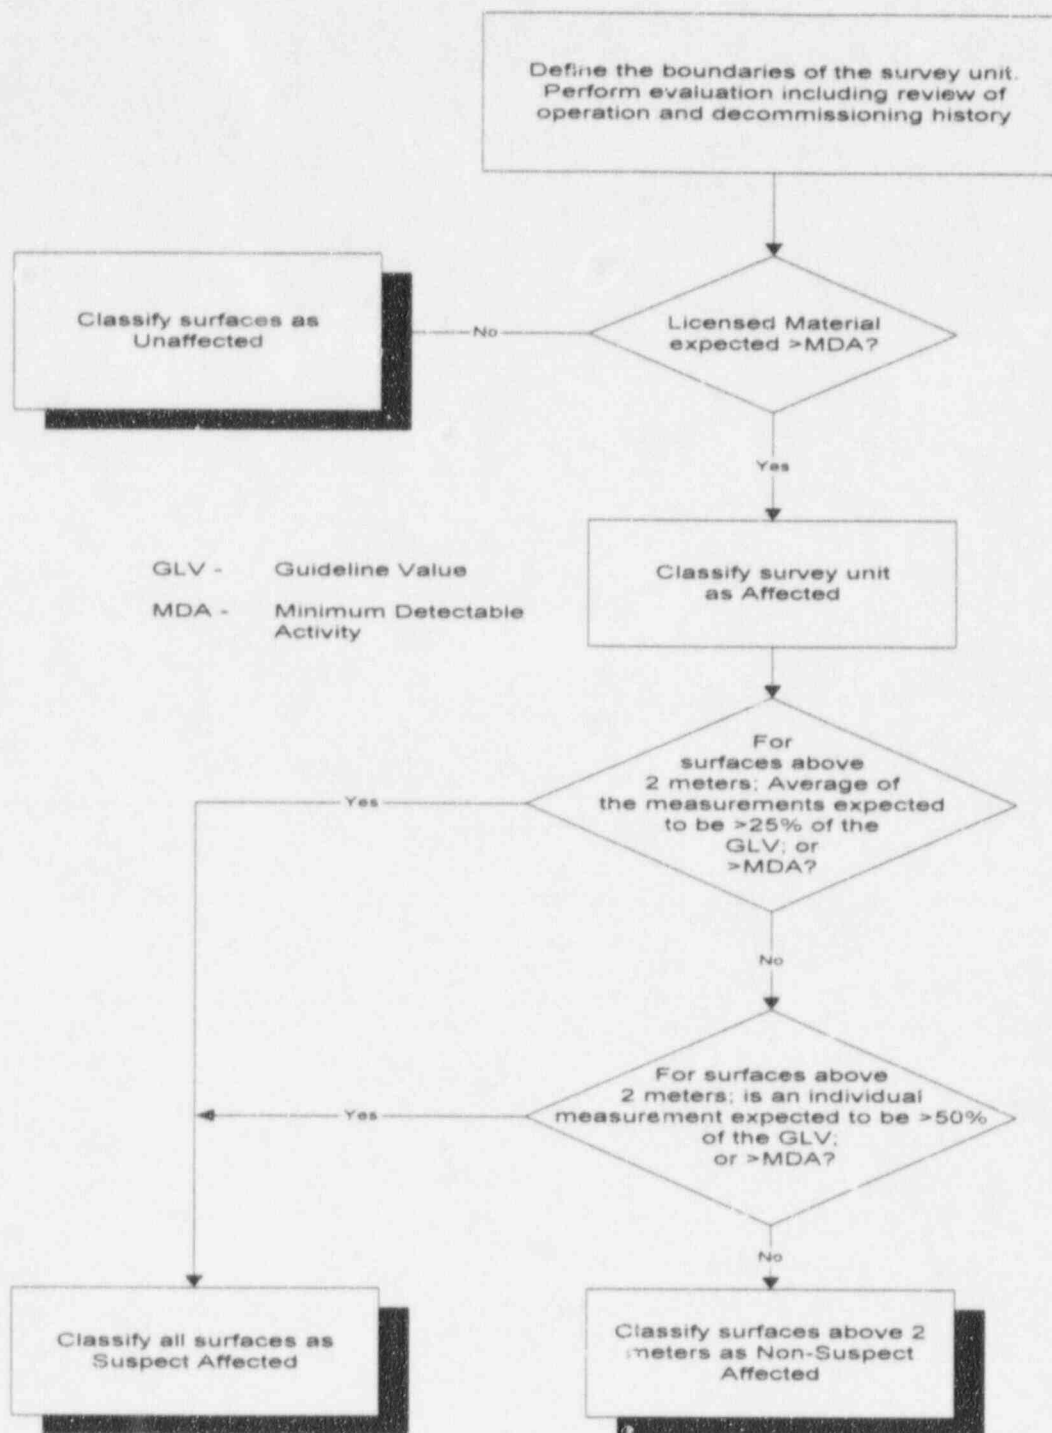 Define the boundaries of the survey unit.
Perform evaluation including review of
operation and decommissioning history
Classify surfaces as
Unaffected
No
Licensed Material
expected >MDA?
Yes
GLV - Guideline Value
MDA - Minimum Detectable
Activity
Classify survey unit
as Affected
For
surfaces above
2 meters; Average of
the measurements expected
to be >25% of the
GLV; or
>MDA?
Yes
No
For surfaces above
2 meters; is an individual
measurement expected to be >50%
of the GLV;
or >MDA?
Yes
No
Classify all surfaces as
Suspect Affected
Classify surfaces above 2
meters as Non-Suspect
Affected